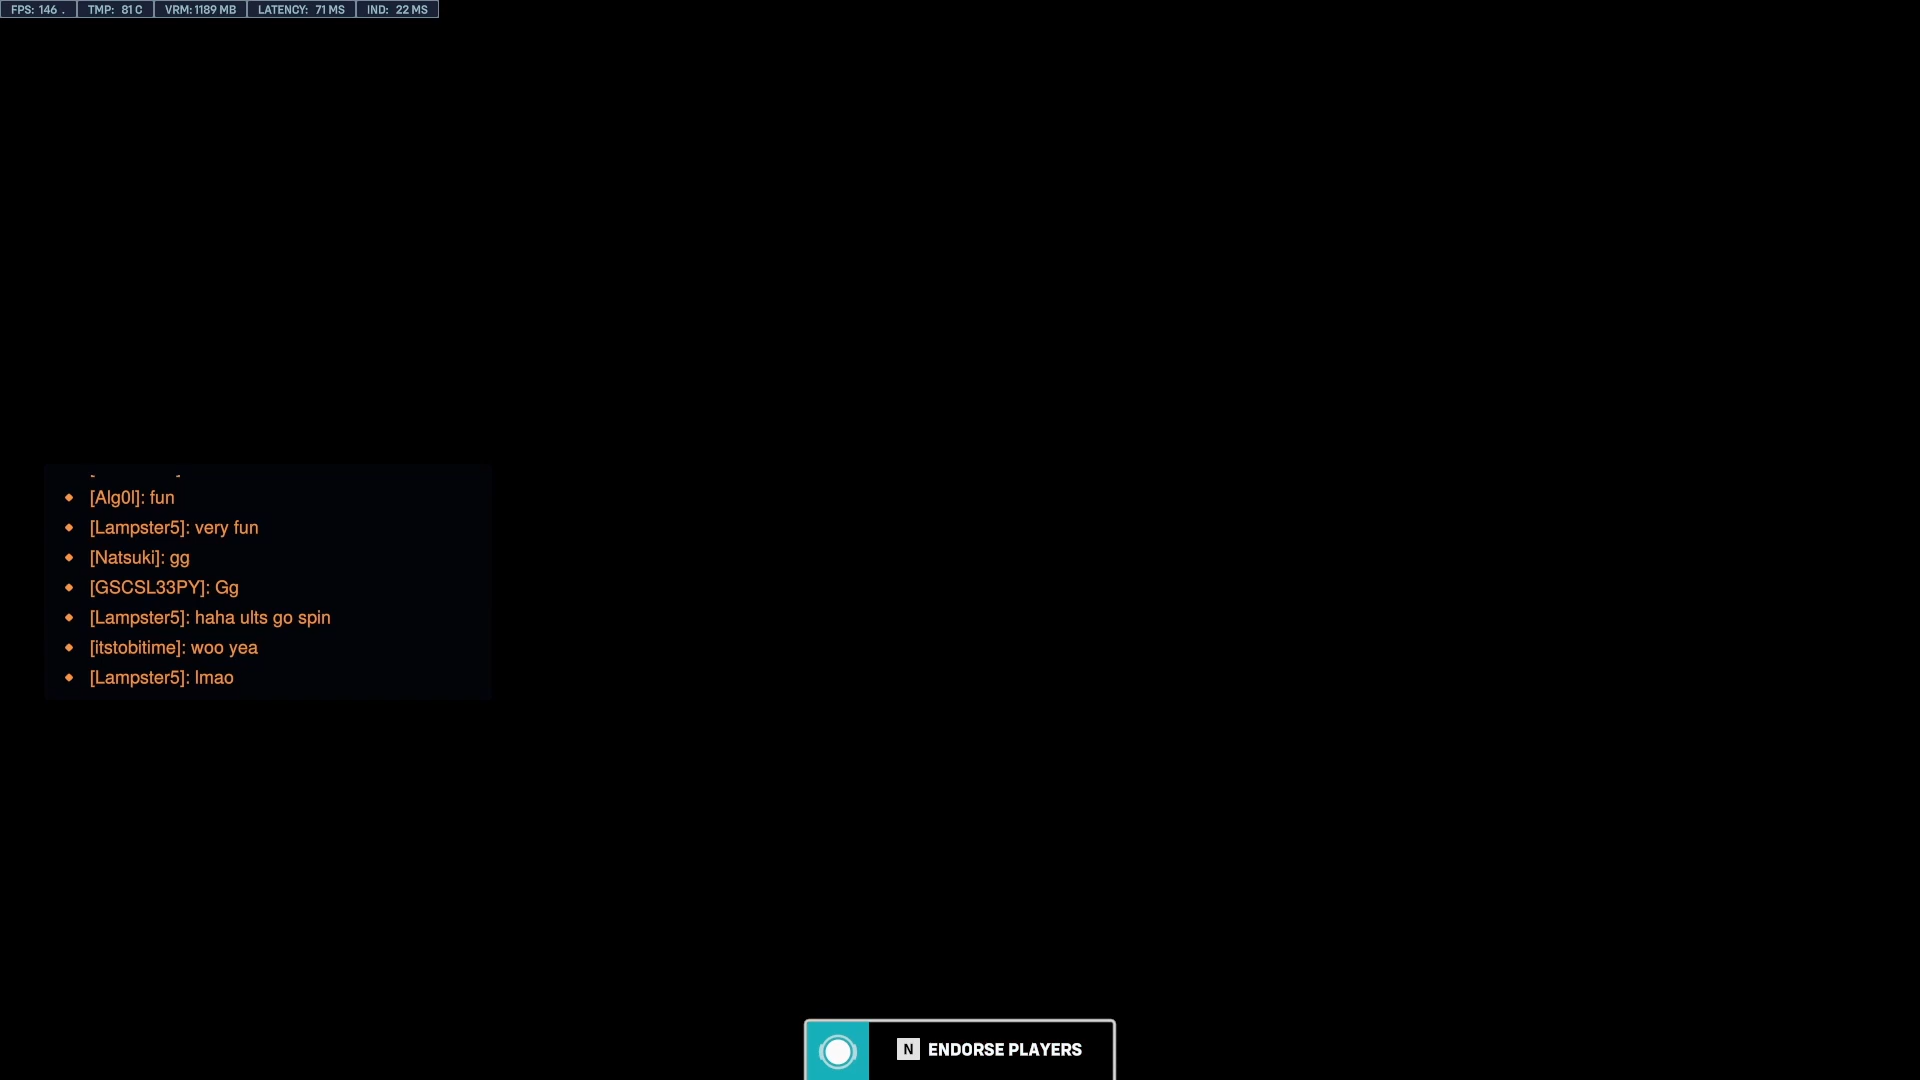 FPS: 146 .
TMP: 81 C
VRM: 1189 MB
LATENCY: 71 MS
IND: 22 MS
[Alg0l]: fun
[Lampster5]: very fun
[Natsuki]: gg
[GSCSL33PY]: Gg
[Lampster5]: haha ults go spin
[itstobitime]: woo yea
[Lampster5]: lmao
N ENDORSE PLAYERS